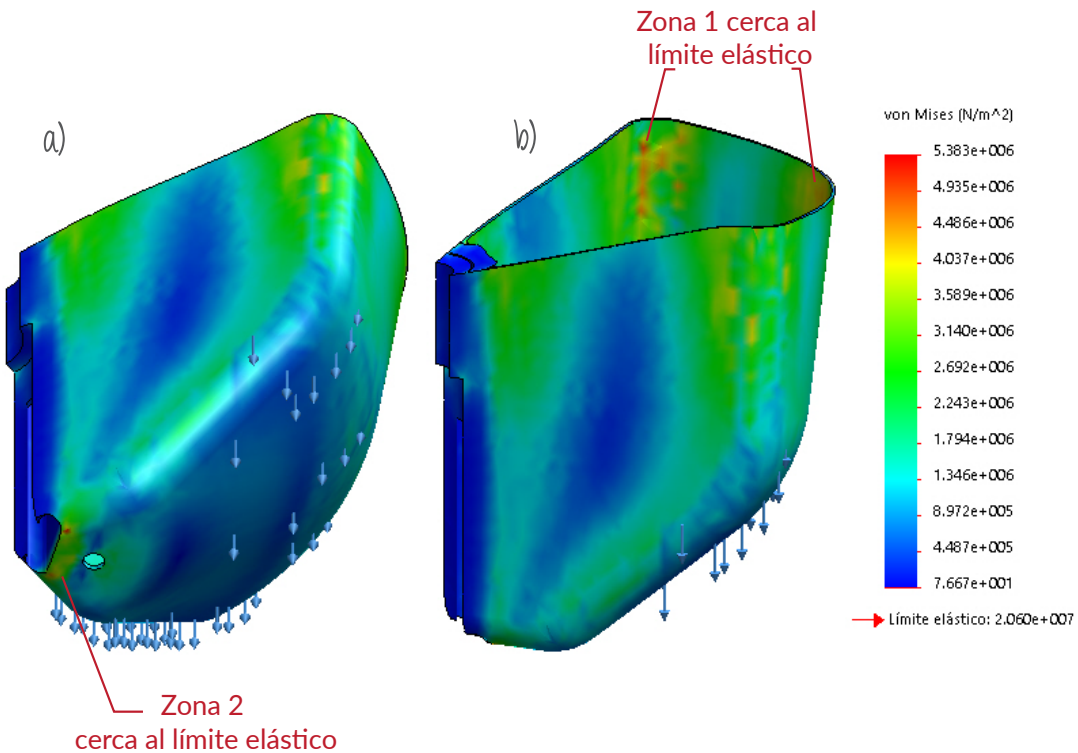 Zona 1 cerca al
límite elástico
a)
b)
von Mises (N/m^2)
5.383e+006
4.935e+006
4.486e+006
4.037e+006
3.589e+006
3.140e+006
2.692e+006
2.243e+006
1.794e+006
1.346e+006
8.972e+005
4.487e+005
7.667e+001
Límite elástico: 2.060e+007
Zona 2
cerca al límite elástico